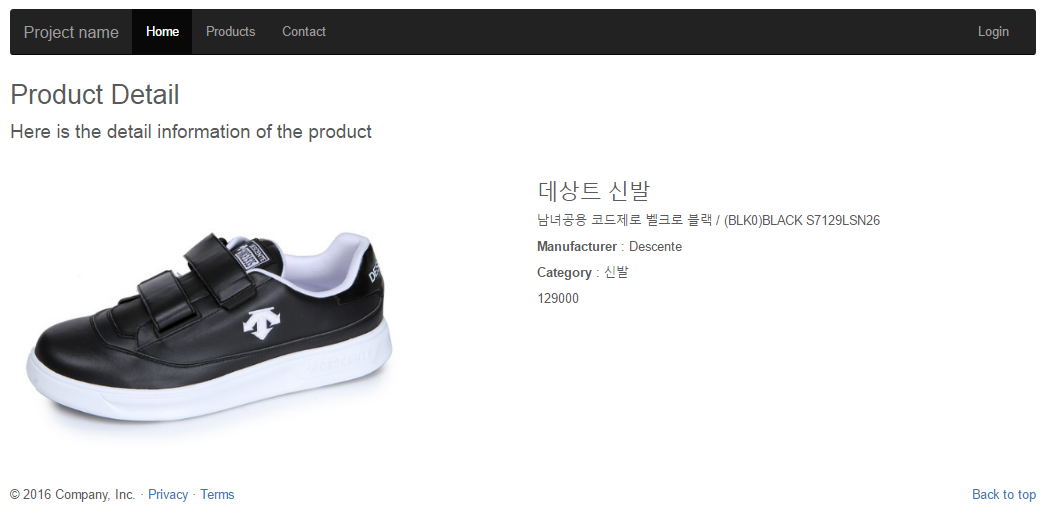 Project name Home Products Contact Login
Product Detail
Here is the detail information of the product
데상트 신발
남녀공용 코드제로 벨크로 블랙 / (BLK0)BLACK S7129LSN26
Manufacturer : Descente
Category : 신발
129000
© 2016 Company, Inc. · Privacy · Terms Back to top